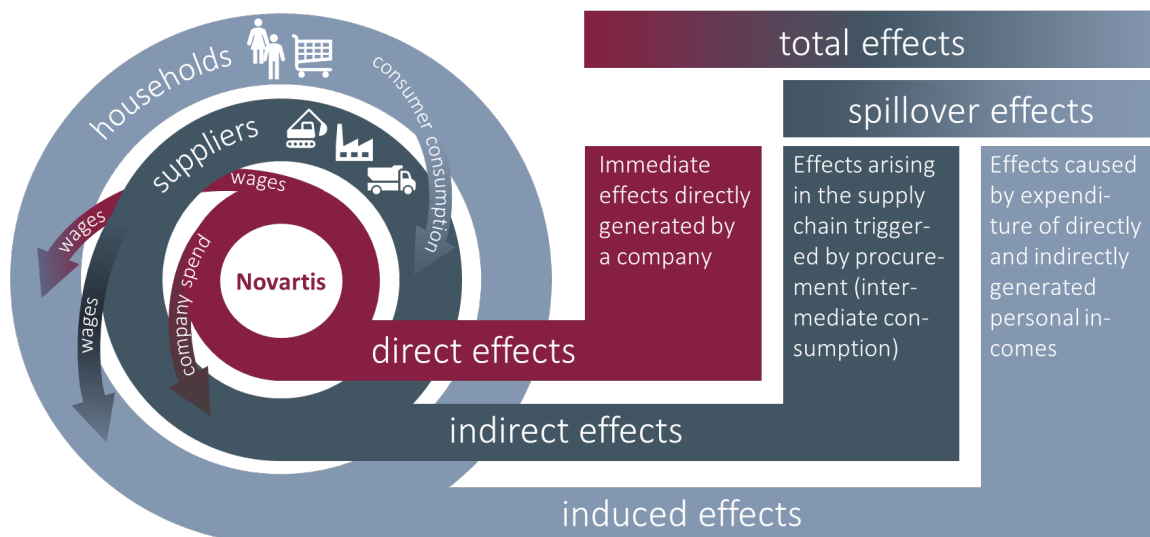 households
consumer consumption
suppliers
wages
wages
wages
company spend
Novartis
total effects
spillover effects
Immediate
effects directly
generated by
a company
Effects arising
in the supply
chain trigger-
ed by procure-
ment (inter-
mediate con-
sumption)
Effects caused
by expendi-
ture of directly
and indirectly
generated
personal in-
comes
direct effects
indirect effects
induced effects